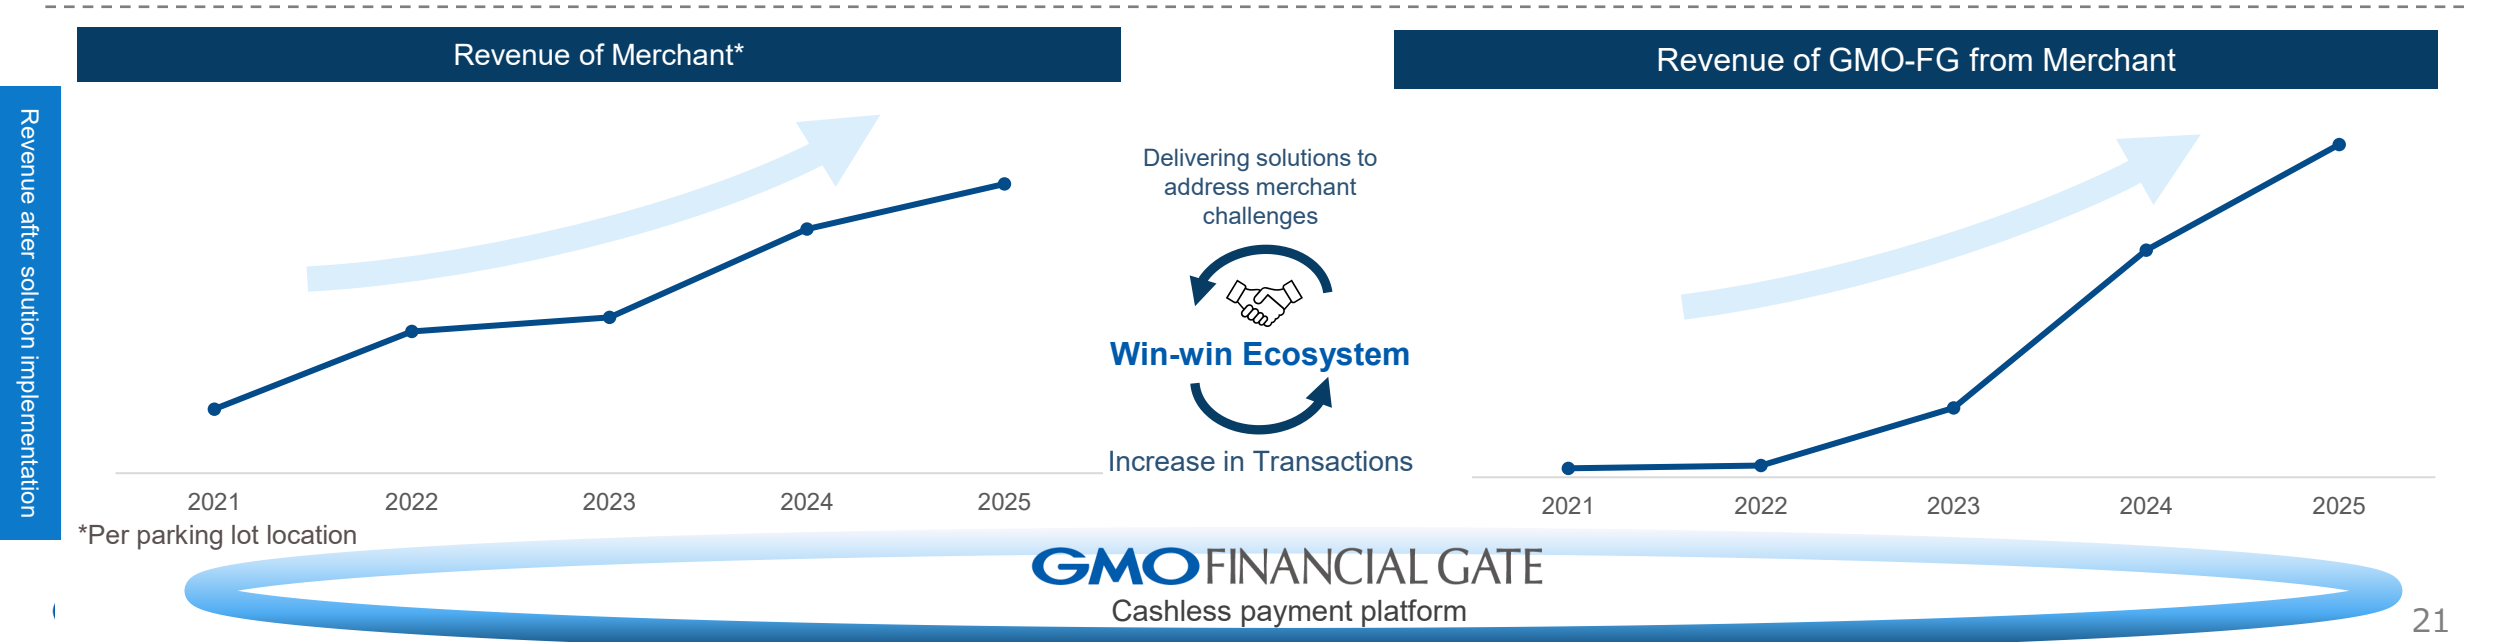 Revenue of Merchant*
Revenue of GMO-FG from Merchant
Revenue after solution implementation
Delivering solutions to
address merchant
challenges
Win-win Ecosystem
Increase in Transactions
2021 2022 2023 2024 2025
2021 2022 2023 2024 2025
*Per parking lot location
GMO FINANCIAL GATE
Cashless payment platform
21